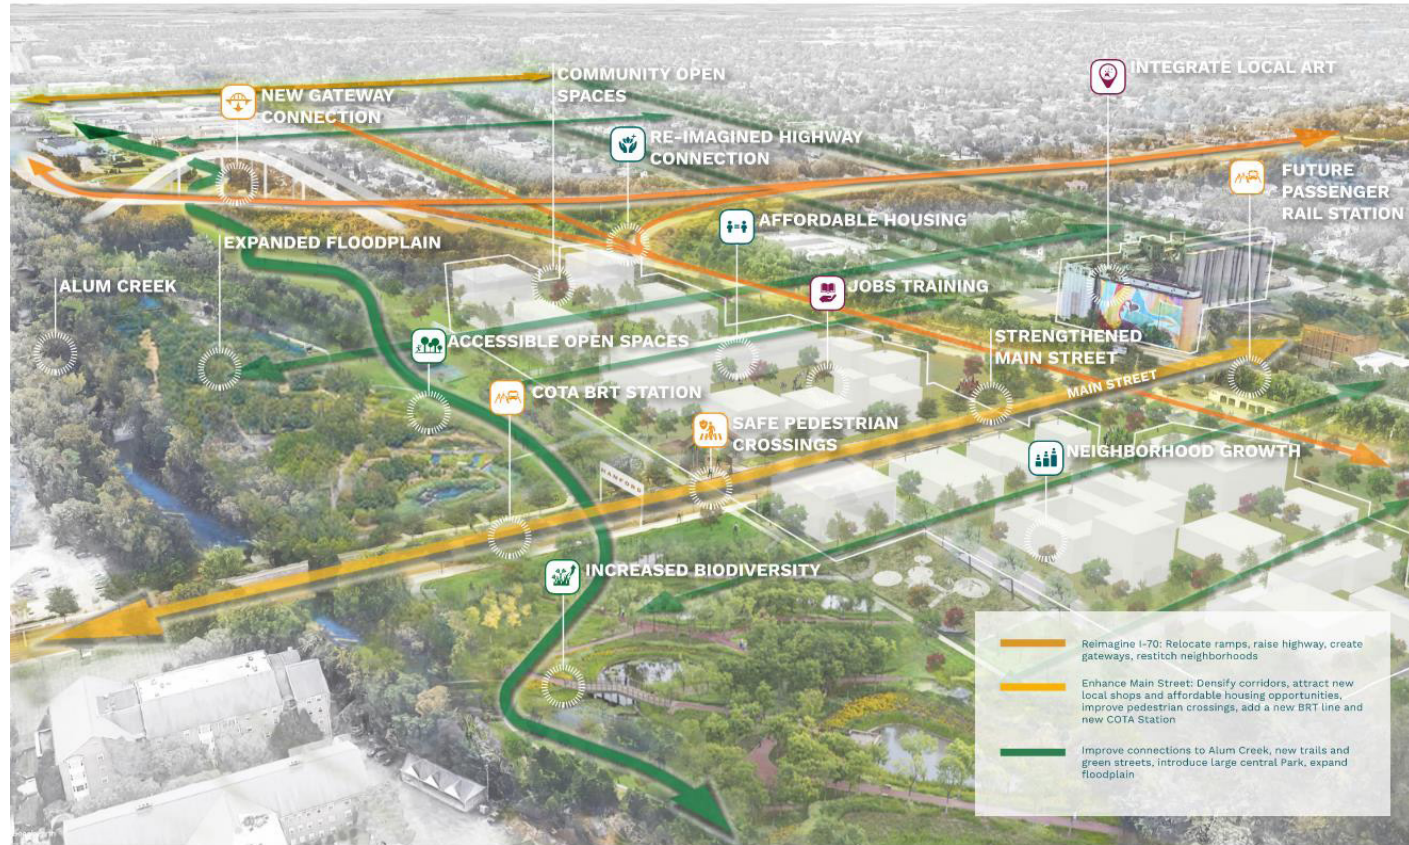 COMMUNITY OPEN
SPACES
INTEGRATE LOCAL ART
NEW GATEWAY
CONNECTION
RE-IMAGINED HIGHWAY
CONNECTION
FUTURE
PASSENGER
RAIL STATION
AFFORDABLE HOUSING
EXPANDED FLOODPLAIN
ALUM CREEK
JOBS TRAINING
ACCESSIBLE OPEN SPACES
STRENGTHENED
MAIN STREET
MAIN STREET
COTA BRT STATION
SAFE PEDESTRIAN
CROSSINGS
NEIGHBORHOOD GROWTH
HANFORD
INCREASED BIODIVERSITY
Reimagine I-70: Relocate ramps, raise highway, create
gateways, restitch neighborhoods
Enhance Main Street: Densify corridors, attract new
local shops and affordable housing opportunities,
improve pedestrian crossings, add a new BRT line and
new COTA Station
Improve connections to Alum Creek, new trails and
green streets, introduce large central Park, expand
floodplain